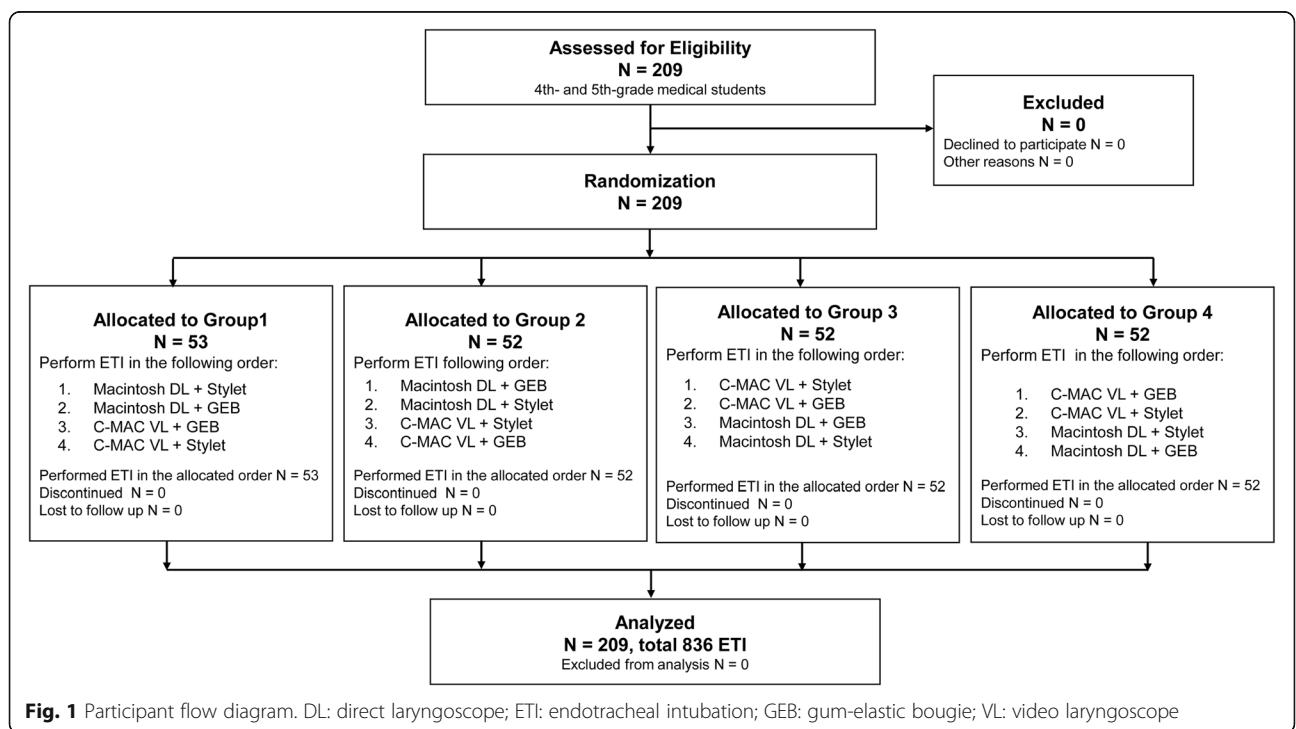 Assessed for Eligibility
N = 209
4th- and 5th-grade medical students
Excluded
N = 0
Declined to participate N = 0
Other reasons N = 0
Randomization
N = 209
Allocated to Group1
N = 53
Perform ETI in the following order:
1. Macintosh DL + Stylet
2. Macintosh DL + GEB
3. C-MAC VL + GEB
4. C-MAC VL + Stylet
Performed ETI in the allocated order N = 53
Discontinued N = 0
Lost to follow up N = 0
Allocated to Group 2
N = 52
Perform ETI following order:
1. Macintosh DL + GEB
2. Macintosh DL + Stylet
3. C-MAC VL + Stylet
4. C-MAC VL + GEB
Performed ETI in the allocated order N = 52
Discontinued N = 0
Lost to follow up N = 0
Allocated to Group 3
N = 52
Perform ETI in the following order:
1. C-MAC VL + Stylet
2. C-MAC VL + GEB
3. Macintosh DL + GEB
4. Macintosh DL + Stylet
Performed ETI in the allocated order N = 52
Discontinued N = 0
Lost to follow up N = 0
Allocated to Group 4
N = 52
Perform ETI in the following order:
1. C-MAC VL + GEB
2. C-MAC VL + Stylet
3. Macintosh DL + Stylet
4. Macintosh DL + GEB
Performed ETI in the allocated order N = 52
Discontinued N = 0
Lost to follow up N = 0
Analyzed
N = 209, total 836 ETI
Excluded from analysis N = 0
Fig. 1 Participant flow diagram. DL: direct laryngoscope; ETI: endotracheal intubation; GEB: gum-elastic bougie; VL: video laryngoscope